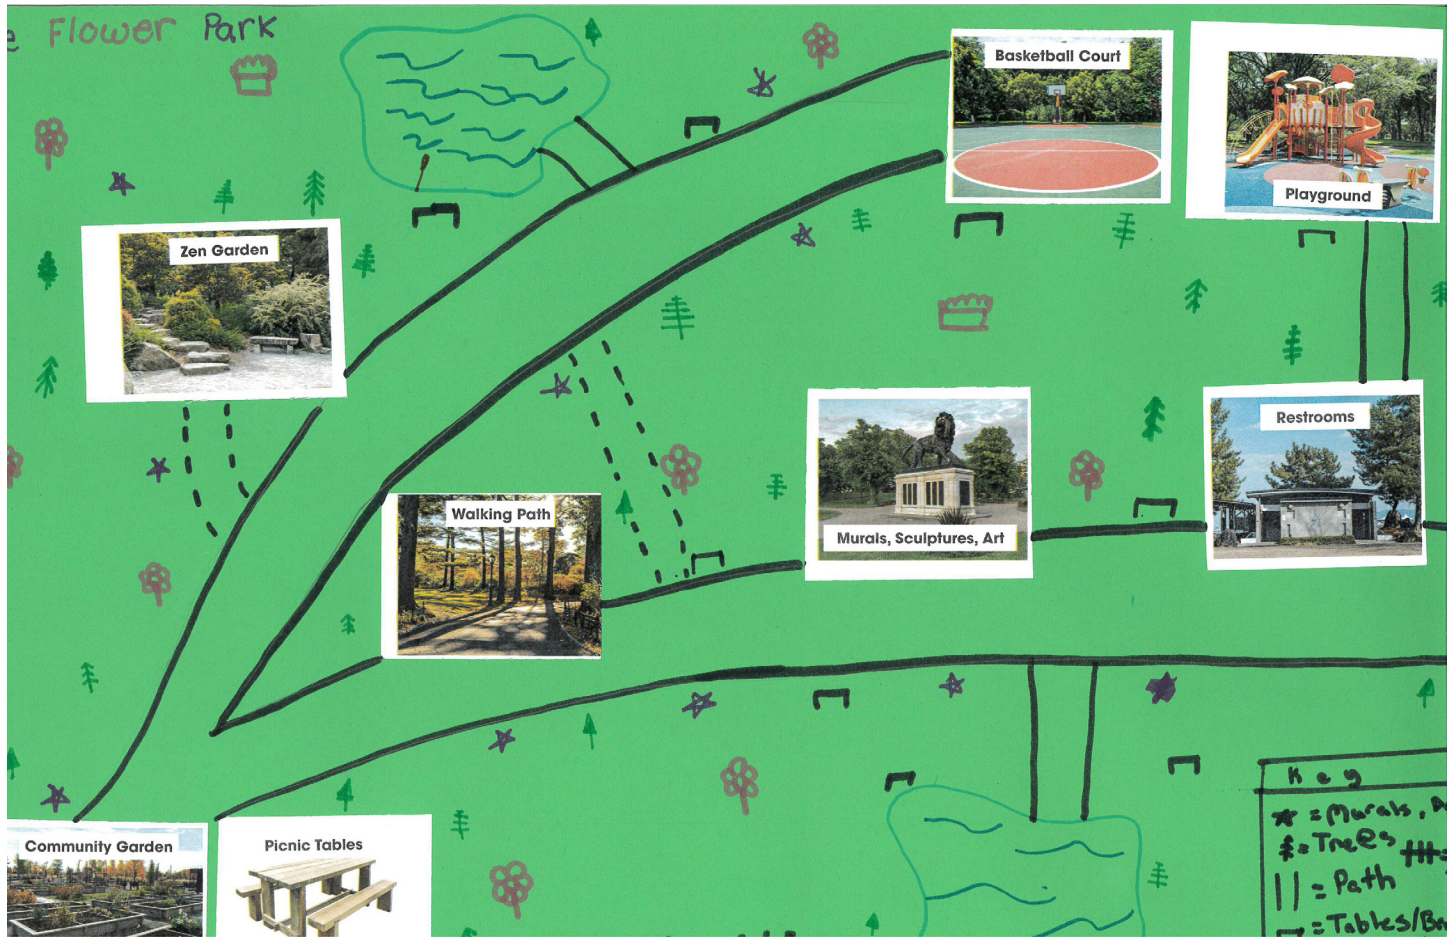 Flower Park
Basketball Court
Playground
Zen Garden
Restrooms
Walking Path
Murals, Sculptures, Art
Key
= Murals, A
= Trees
= Path
= Tables/Be
Community Garden
Picnic Tables